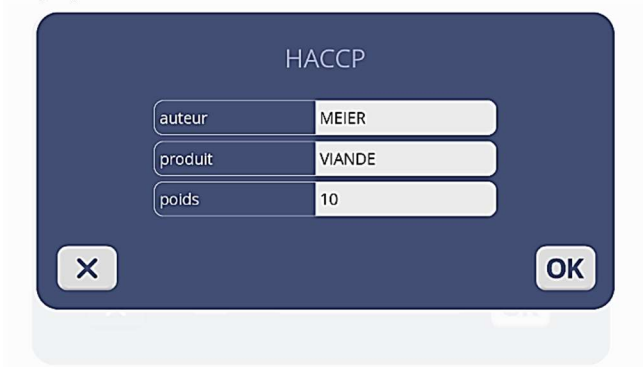 HACCP
auteur MEIER
produit VIANDE
poids 10
OK